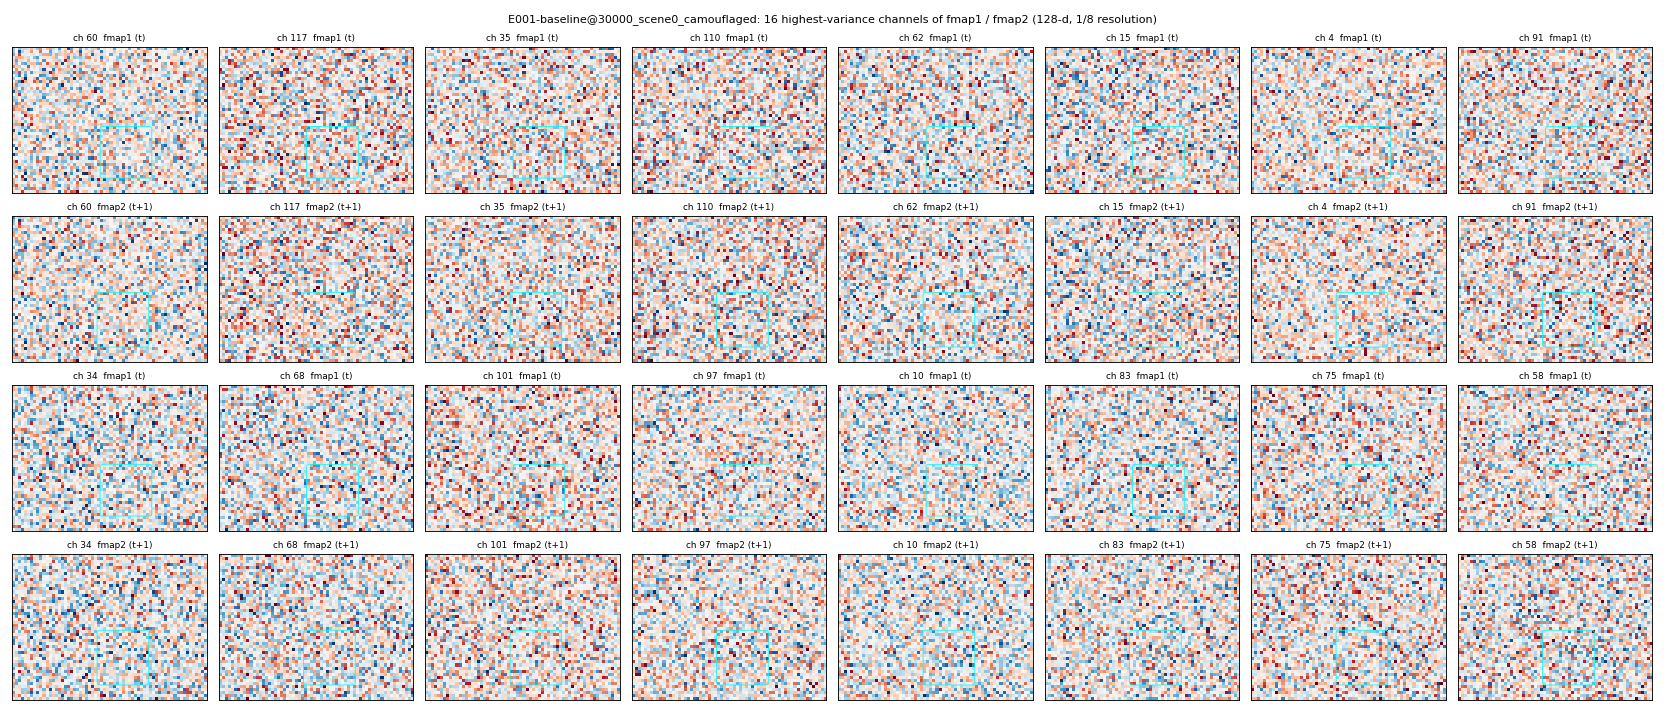 E001-baseline@30000_scene0_camouflaged: 16 highest-variance channels of fmap1 / fmap2 (128-d, 1/8 resolution)
ch 60 fmap1 (t)
ch 117 fmap1 (t)
ch 35 fmap1 (t)
ch 110 fmap1 (t)
ch 62 fmap1 (t)
ch 15 fmap1 (t)
ch 4 fmap1 (t)
ch 91 fmap1 (t)
ch 60 fmap2 (t+1)
ch 117 fmap2 (t+1)
ch 35 fmap2 (t+1)
ch 110 fmap2 (t+1)
ch 62 fmap2 (t+1)
ch 15 fmap2 (t+1)
ch 4 fmap2 (t+1)
ch 91 fmap2 (t+1)
ch 34 fmap1 (t)
ch 68 fmap1 (t)
ch 101 fmap1 (t)
ch 97 fmap1 (t)
ch 10 fmap1 (t)
ch 83 fmap1 (t)
ch 75 fmap1 (t)
ch 58 fmap1 (t)
ch 34 fmap2 (t+1)
ch 68 fmap2 (t+1)
ch 101 fmap2 (t+1)
ch 97 fmap2 (t+1)
ch 10 fmap2 (t+1)
ch 83 fmap2 (t+1)
ch 75 fmap2 (t+1)
ch 58 fmap2 (t+1)